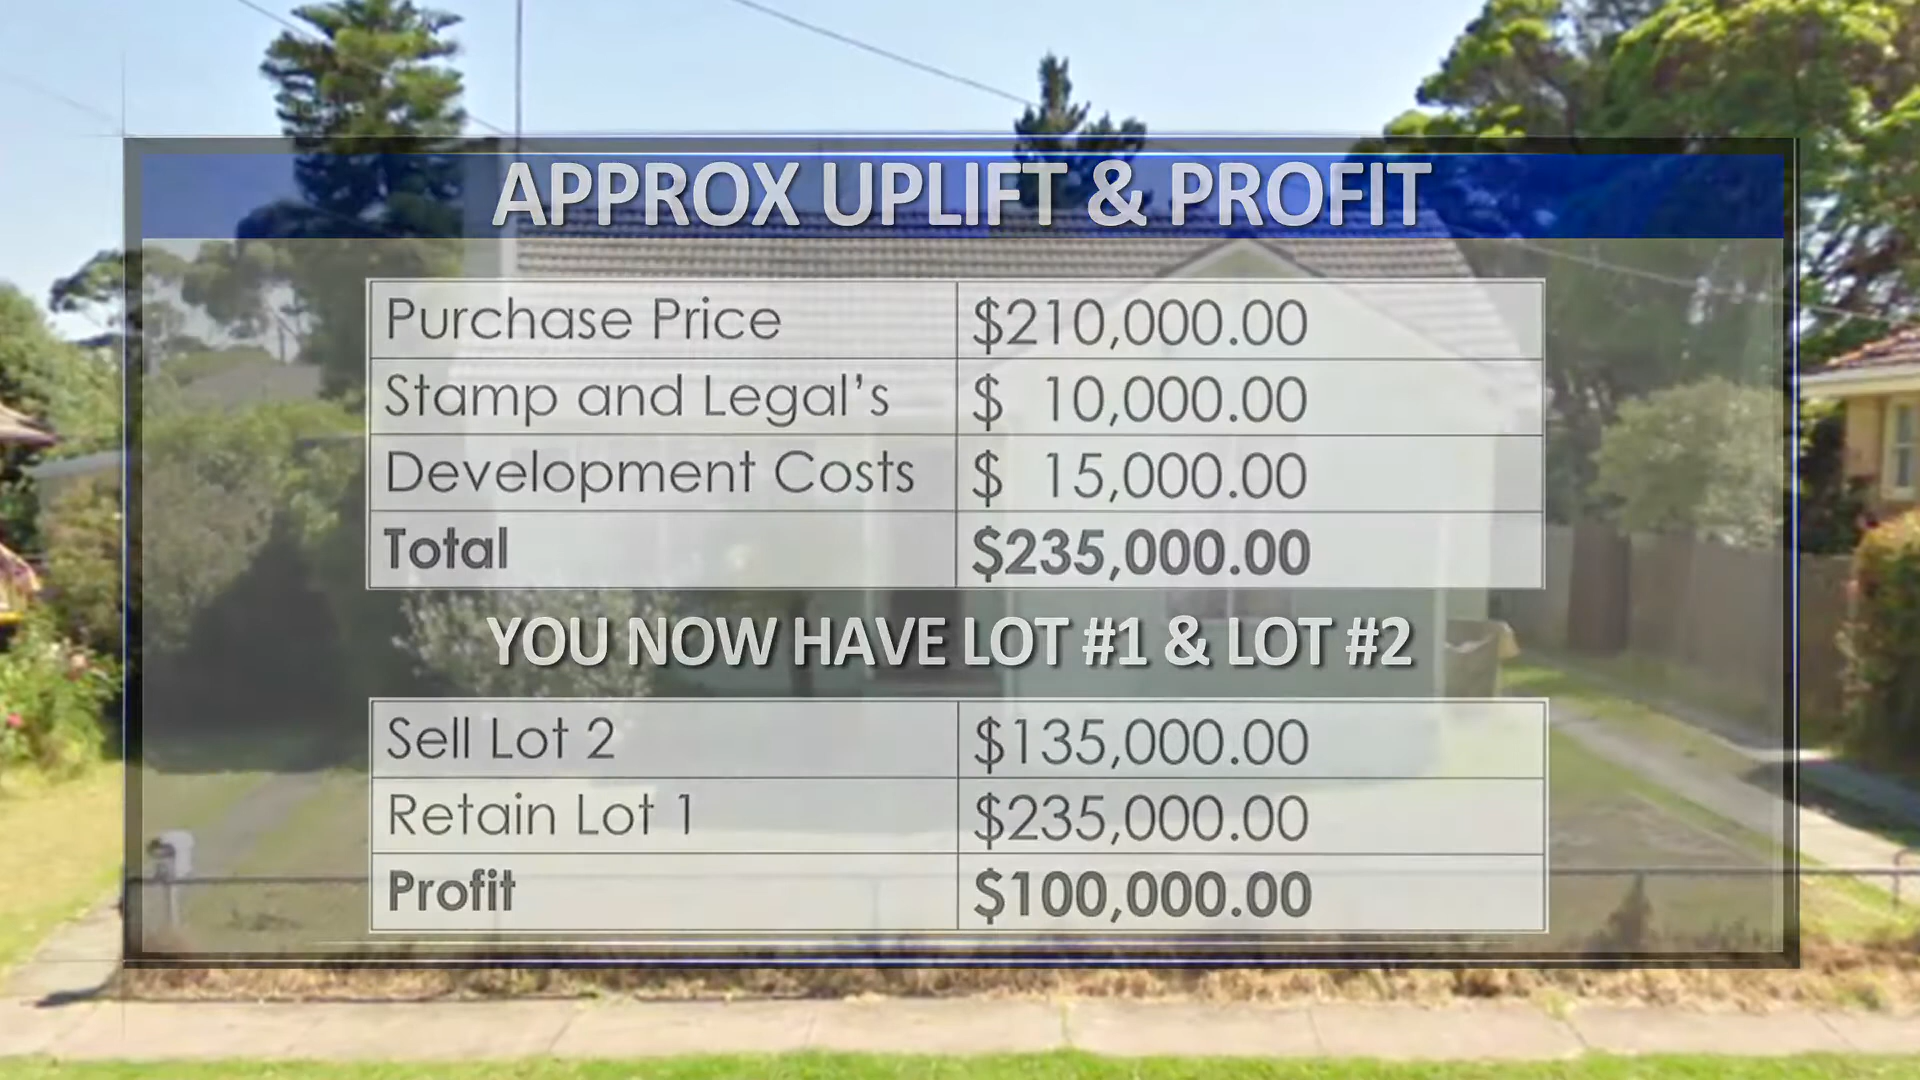 APPROX UPLIFT & PROFIT
Purchase Price $210,000.00
Stamp and Legal’s $ 10,000.00
Development Costs $ 15,000.00
Total $235,000.00
YOU NOW HAVE LOT #1 & LOT #2
Sell Lot 2 $135,000.00
Retain Lot 1 $235,000.00
Profit $100,000.00